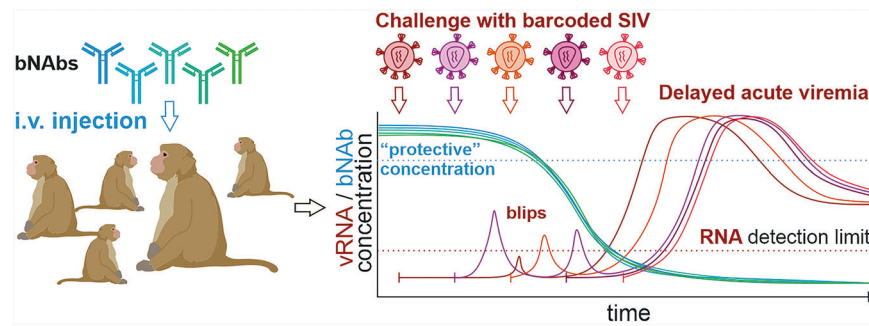 bNAbs
i.v. injection
Challenge with barcoded SIV
Delayed acute viremia
"protective"
concentration
blips
RNA detection limit
vRNA / bNAb
concentration
time